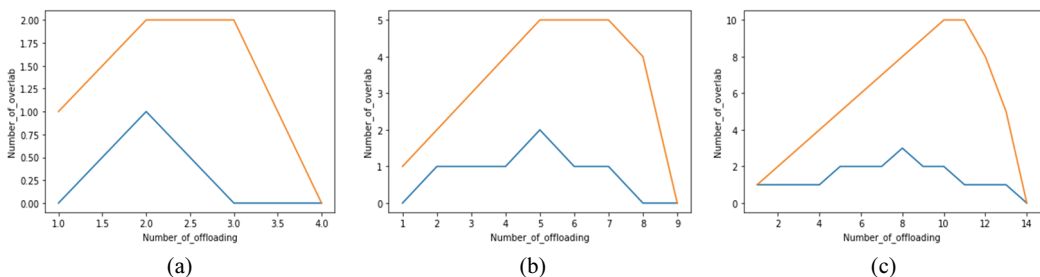 2.00
1.75
1.50
1.25
1.00
0.75
0.50
0.25
0.00
Number_of_overlab
1.0 1.5 2.0 2.5 3.0 3.5 4.0
Number_of_offloading
(a)
5
4
3
2
1
0
Number_of_overlab
1 2 3 4 5 6 7 8 9
Number_of_offloading
(b)
10
8
6
4
2
0
Number_of_overlab
2 4 6 8 10 12 14
Number_of_offloading
(c)